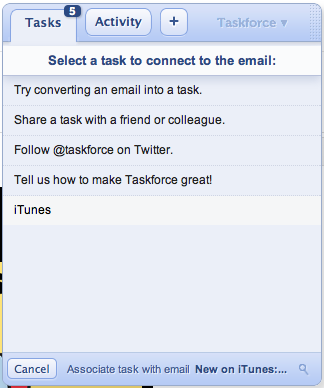 Tasks 5 Activity + Taskforce ▾
Select a task to connect to the email:
Try converting an email into a task.
Share a task with a friend or colleague.
Follow @taskforce on Twitter.
Tell us how to make Taskforce great!
iTunes
Cancel Associate task with email New on iTunes:...